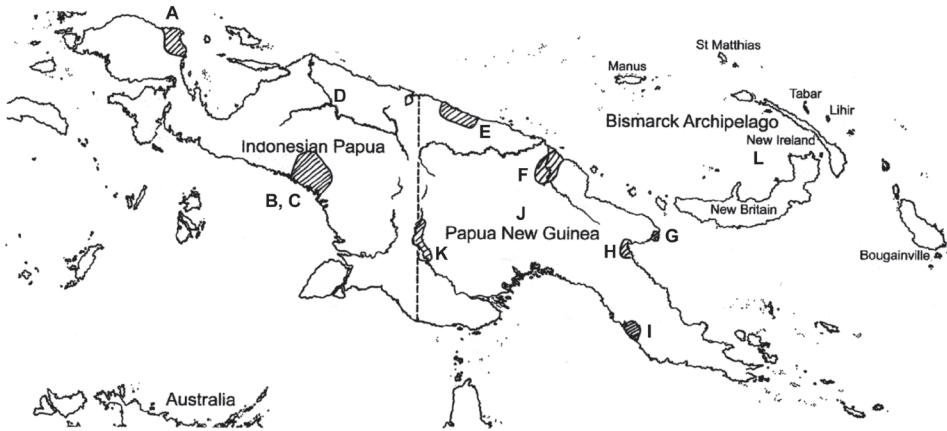 A
St Matthias
Manus
Tabar
D
Lihir
Bismarck Archipelago
E
New Ireland
Indonesian Papua
L
F
B, C
J
New Britain
Papua New Guinea
G
H
K
Bougainville
I
Australia